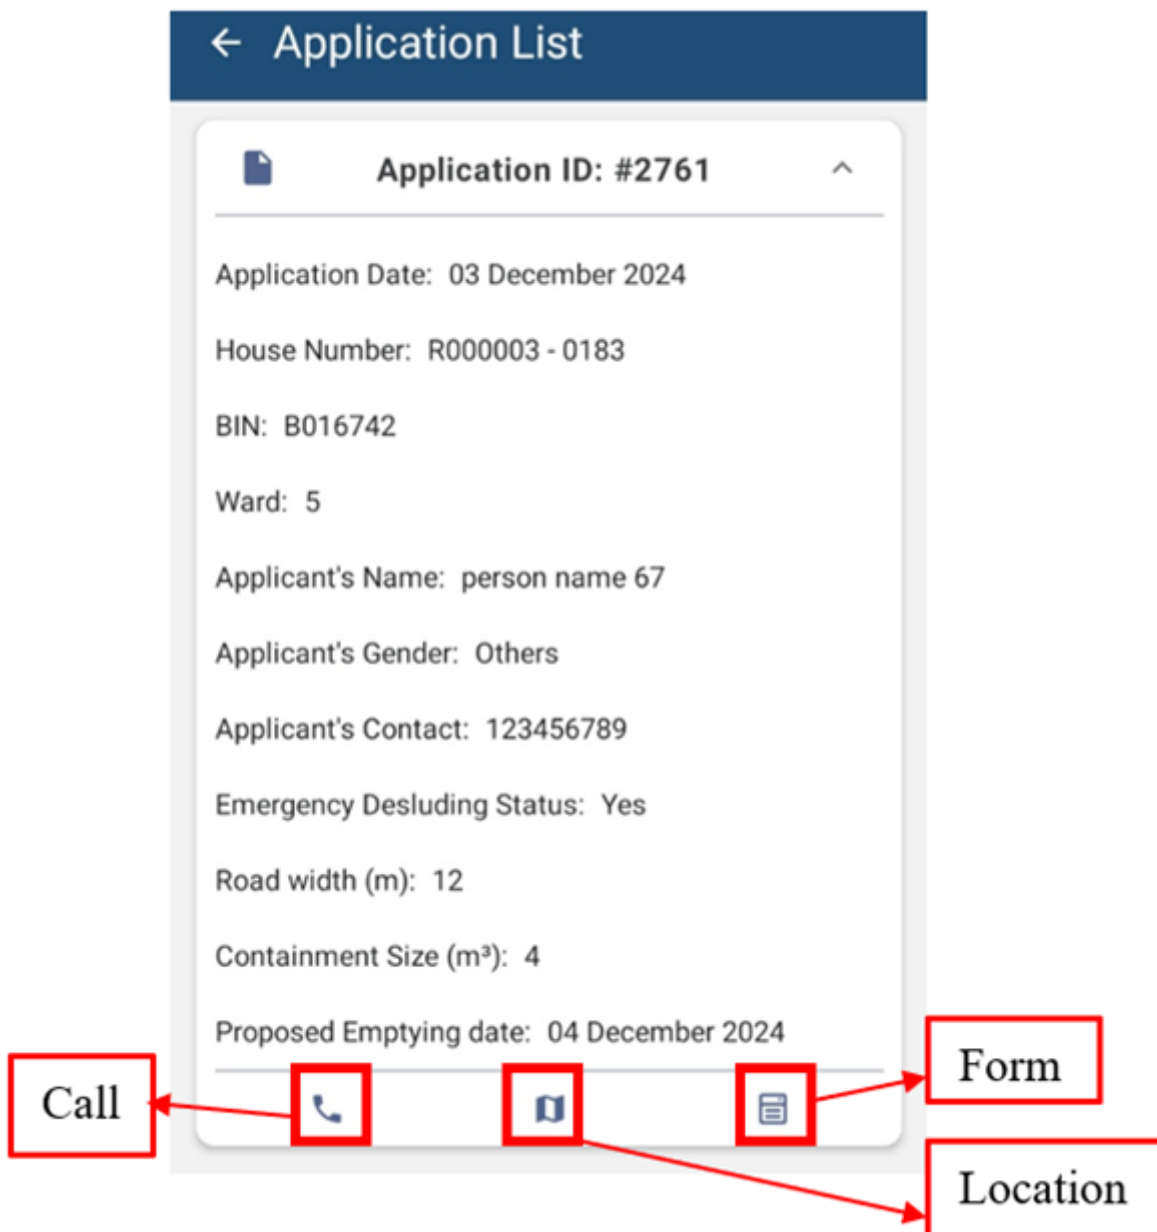 Application List
Application ID: #2761
Application Date: 03 December 2024
House Number: R000003 - 0183
BIN: B016742
Ward: 5
Applicant's Name: person name 67
Applicant's Gender: Others
Applicant's Contact: 123456789
Emergency Desluding Status: Yes
Road width (m): 12
Containment Size (m³): 4
Proposed Emptying date: 04 December 2024
Call
Form
Location